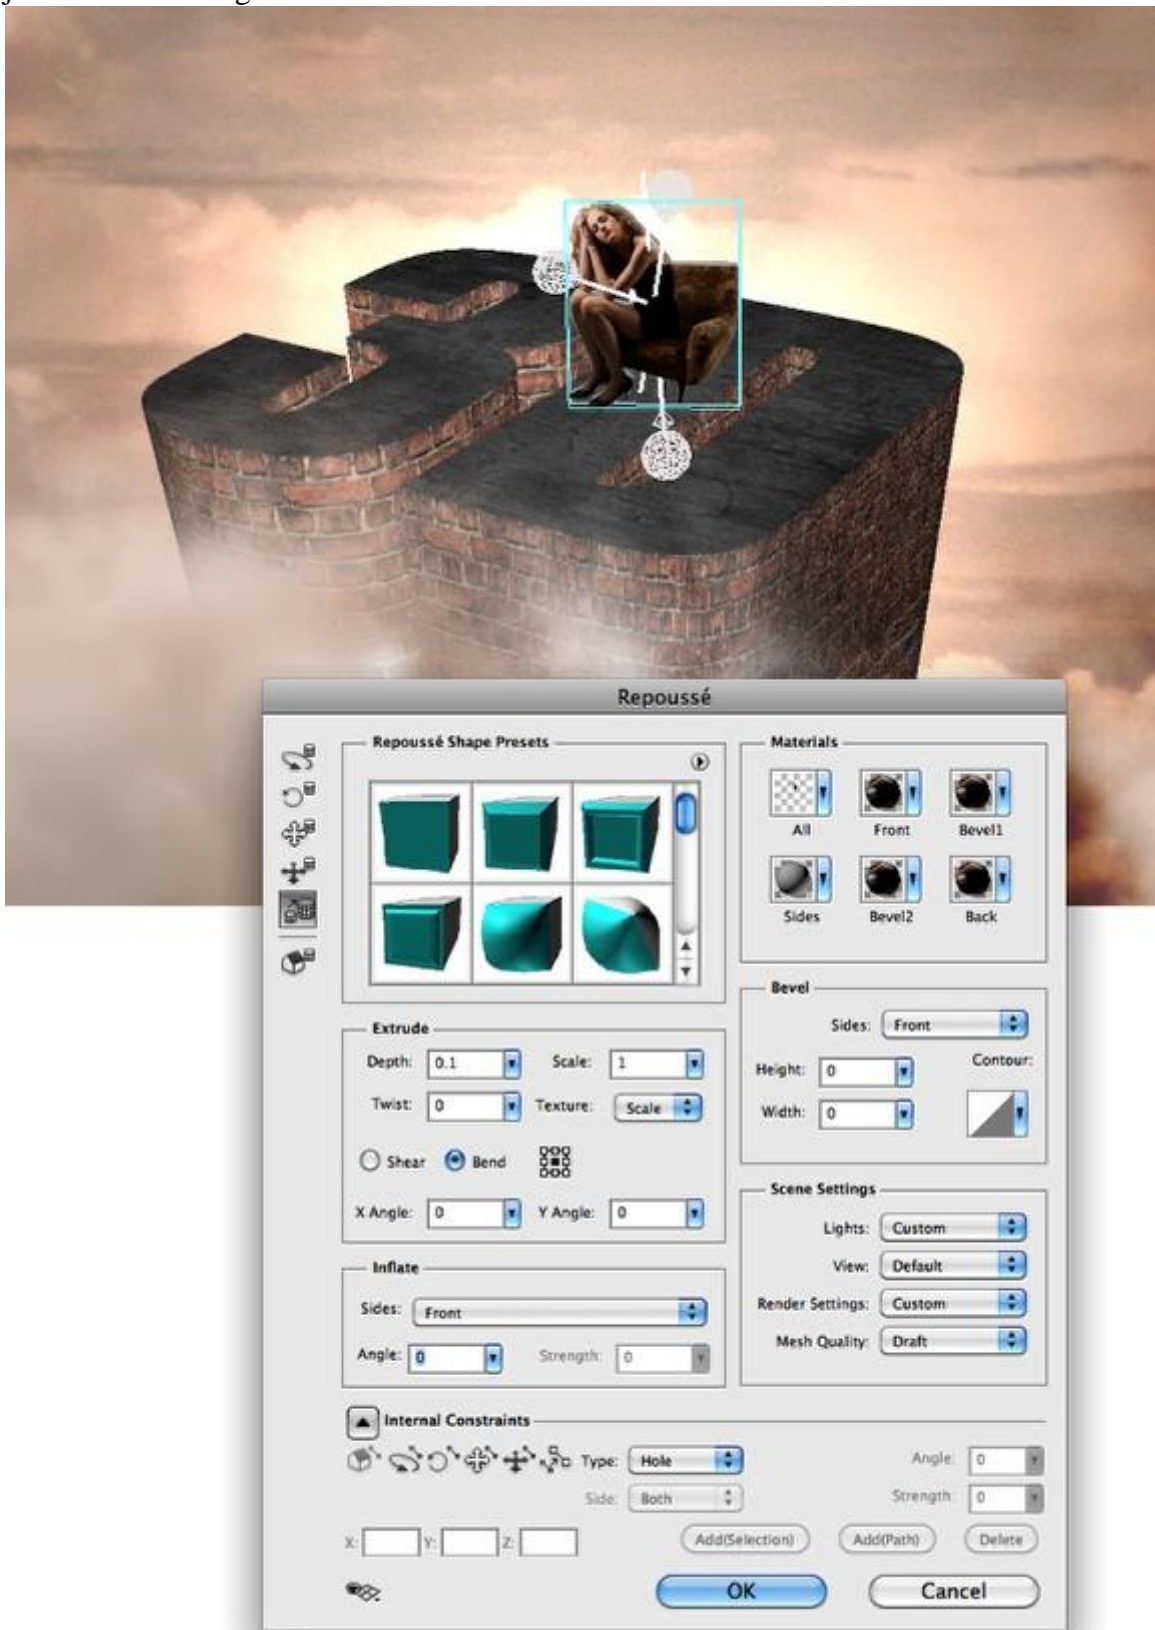 Repoussé
Repoussé Shape Presets
Materials
All Front Bevel1
Sides Bevel2 Back
Bevel
Sides: Front
Height: 0 Contour:
Width: 0
Extrude
Depth: 0.1 Scale: 1
Twist: 0 Texture: Scale
Shear Bend
X Angle: 0 Y Angle: 0
Scene Settings
Lights: Custom
View: Default
Render Settings: Custom
Mesh Quality: Draft
Inflate
Sides: Front
Angle: 0 Strength: 0
Internal Constraints
Type: Hole Angle: 0
Side: Both Strength: 0
X: Y: Z: Add(Selection) Add(Path) Delete
OK Cancel